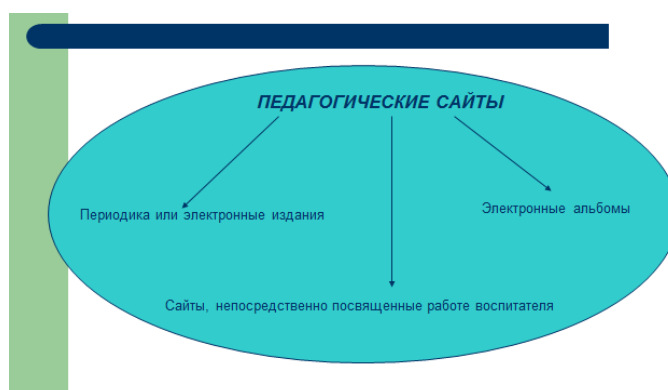 ПЕДАГОГИЧЕСКИЕ САЙТЫ
Периодика или электронные издания
Электронные альбомы
Сайты, непосредственно посвященные работе воспитателя